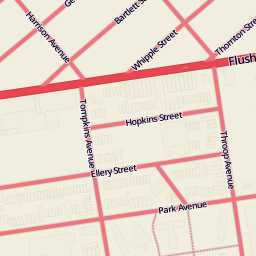 Ge
Bartlett St
Harrison Avenue
Whipple Street
Thornton Stre
Flush
Hopkins Street
Tompkins Avenue
Throop Avenue
Ellery Street
Park Avenue